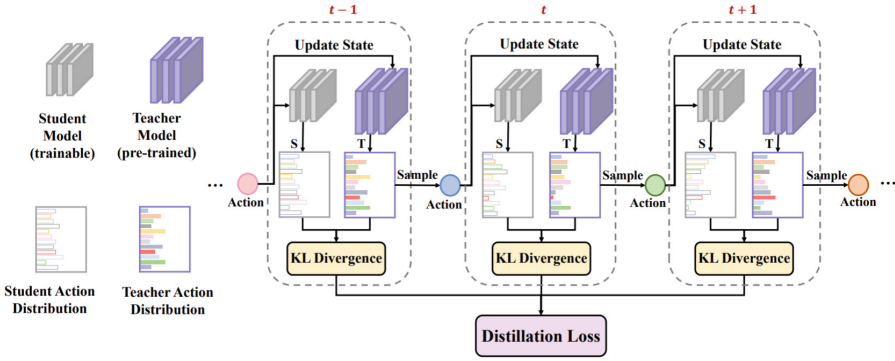 t − 1
t
t + 1
Update State
Update State
Update State
Student
Model
(trainable)
Teacher
Model
(pre-trained)
S
T
S
T
S
T
...
Action
Sample
Action
Sample
Action
Sample
Action
...
KL Divergence
KL Divergence
KL Divergence
Student Action
Distribution
Teacher Action
Distribution
Distillation Loss